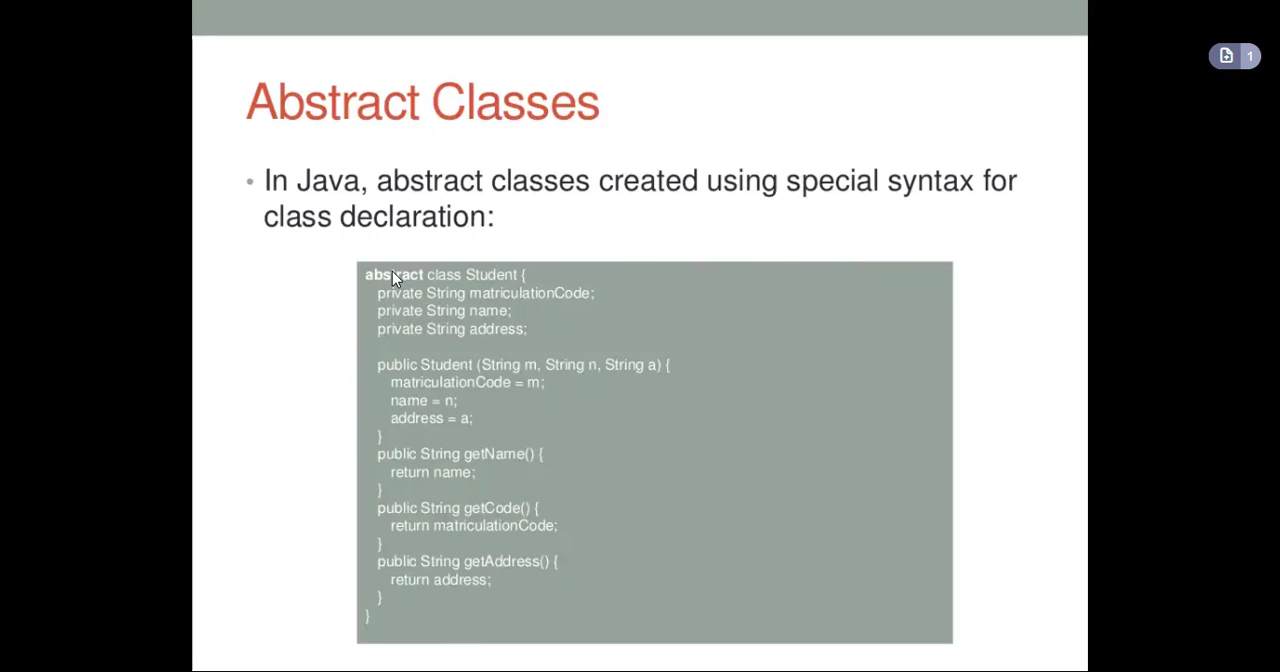 Abstract Classes
• In Java, abstract classes created using special syntax for
class declaration:
abstract class Student {
private String matriculationCode;
private String name;
private String address;
public Student (String m, String n, String a) {
matriculationCode = m;
name = n;
address = a;
}
public String getName() {
return name;
}
public String getCode() {
return matriculationCode;
}
public String getAddress() {
return address;
}
}
1